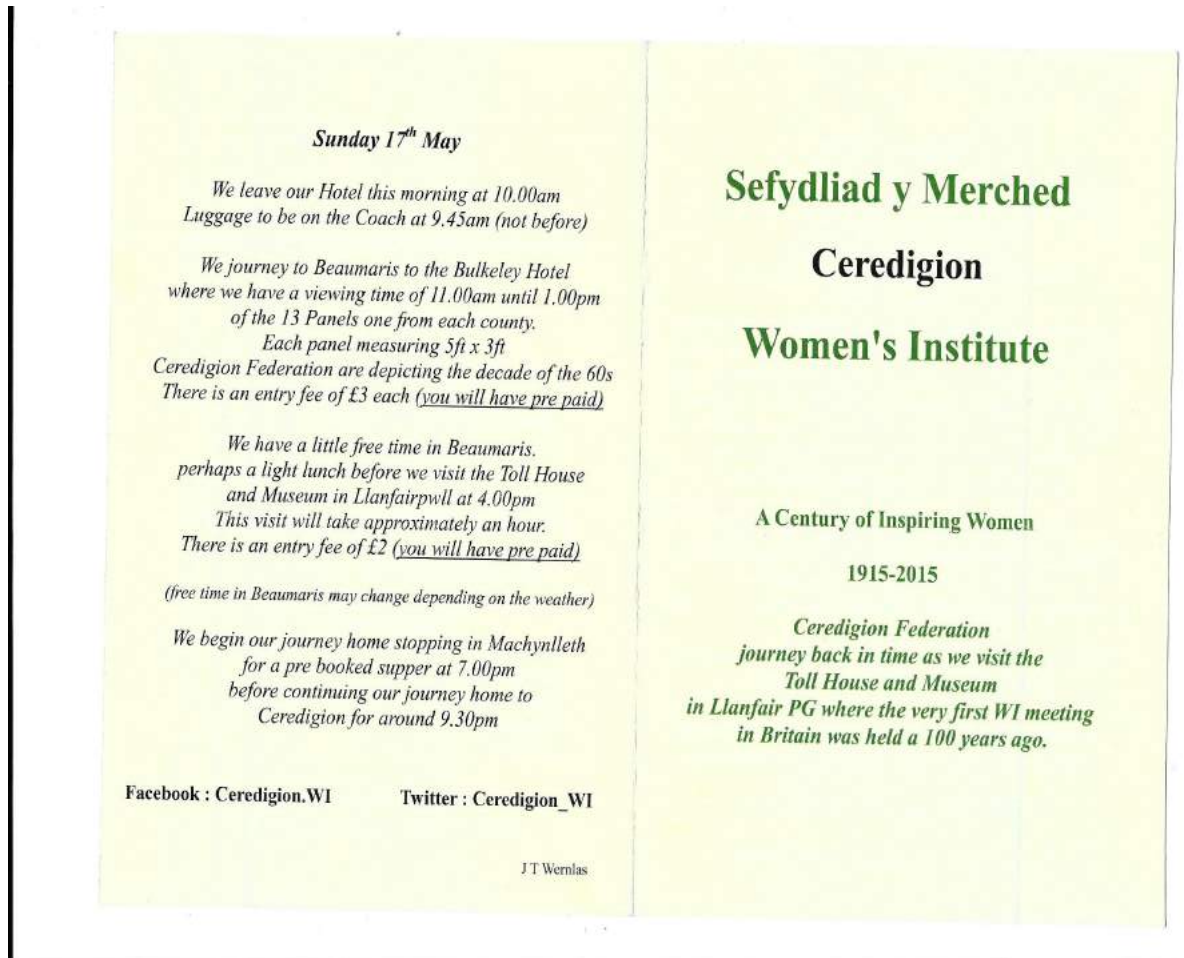 Sunday 17th May
We leave our Hotel this morning at 10.00am
Luggage to be on the Coach at 9.45am (not before)
We journey to Beaumaris to the Bulkeley Hotel
where we have a viewing time of 11.00am until 1.00pm
of the 13 Panels one from each county.
Each panel measuring 5ft x 3ft
Ceredigion Federation are depicting the decade of the 60s
There is an entry fee of £3 each (you will have pre paid)
We have a little free time in Beaumaris.
perhaps a light lunch before we visit the Toll House
and Museum in Llanfairpwll at 4.00pm
This visit will take approximately an hour.
There is an entry fee of £2 (you will have pre paid)
(free time in Beaumaris may change depending on the weather)
We begin our journey home stopping in Machynlleth
for a pre booked supper at 7.00pm
before continuing our journey home to
Ceredigion for around 9.30pm
Facebook : Ceredigion.WI Twitter : Ceredigion_WI
J T Wernlas
Sefydliad y Merched
Ceredigion
Women's Institute
A Century of Inspiring Women
1915-2015
Ceredigion Federation
journey back in time as we visit the
Toll House and Museum
in Llanfair PG where the very first WI meeting
in Britain was held a 100 years ago.